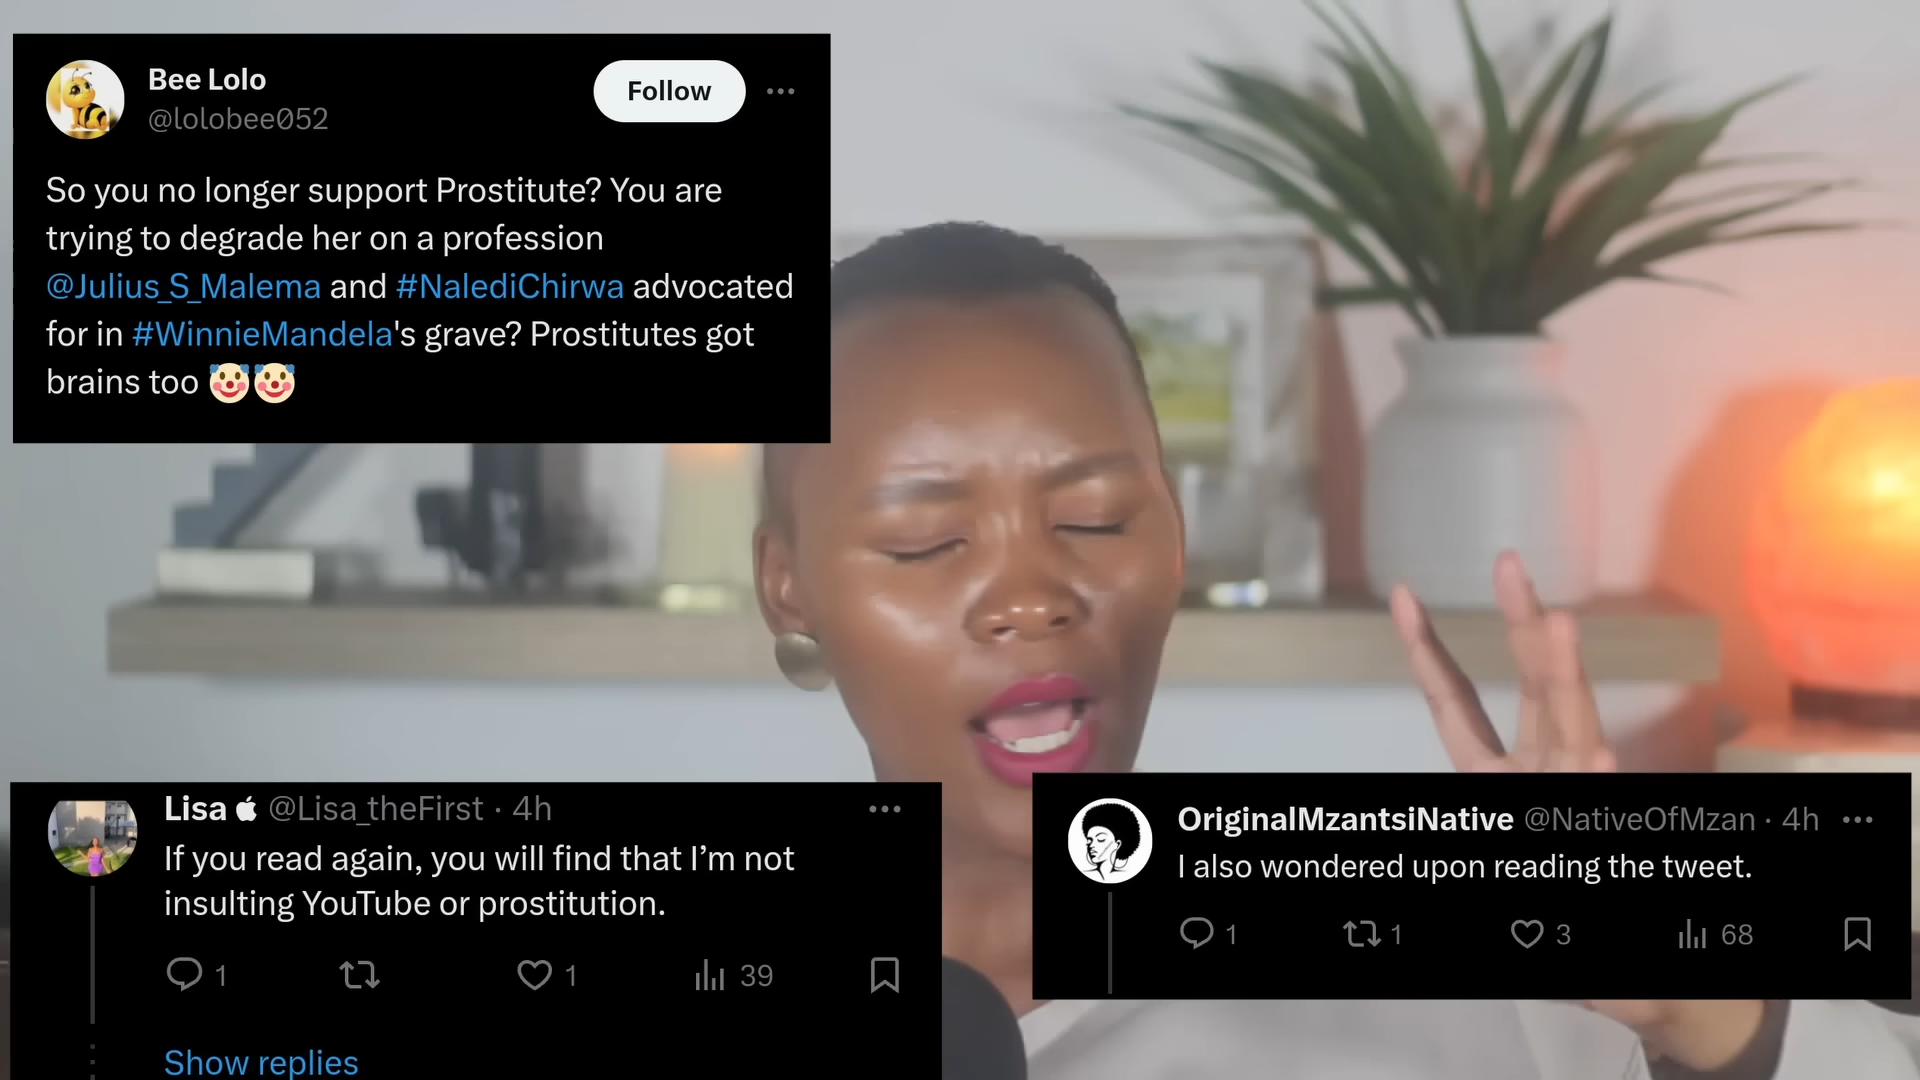 Bee Lolo
@lolobee052
Follow
So you no longer support Prostitute? You are
trying to degrade her on a profession
@Julius_S_Malema and #NalediChirwa advocated
for in #WinnieMandela's grave? Prostitutes got
brains too 🤡🤡
Lisa @Lisa_theFirst · 4h
If you read again, you will find that I’m not
insulting YouTube or prostitution.
1 1 39
Show replies
OriginalMzantsiNative @NativeOfMzan · 4h
I also wondered upon reading the tweet.
1 1 3 68